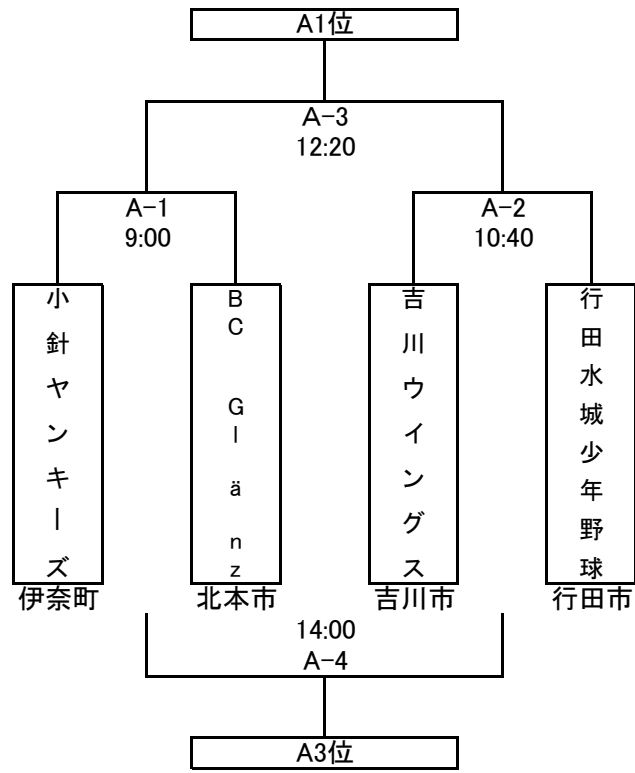 A1位
A-3
12:20
A-1
9:00
A-2
10:40
小針ヤンキーズ
BC Glänz
吉川ウイングス
行田水城少年野球
伊奈町
北本市
吉川市
行田市
14:00
A-4
A3位